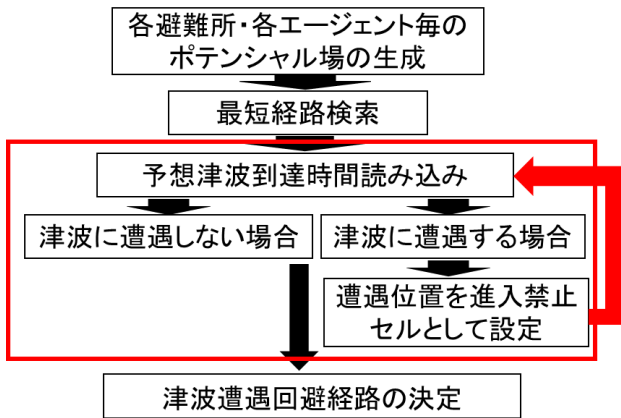 各避難所・各エージェント毎の
ポテンシャル場の生成
最短経路検索
予想津波到達時間読み込み
津波に遭遇しない場合
津波に遭遇する場合
遭遇位置を進入禁止
セルとして設定
津波遭遇回避経路の決定